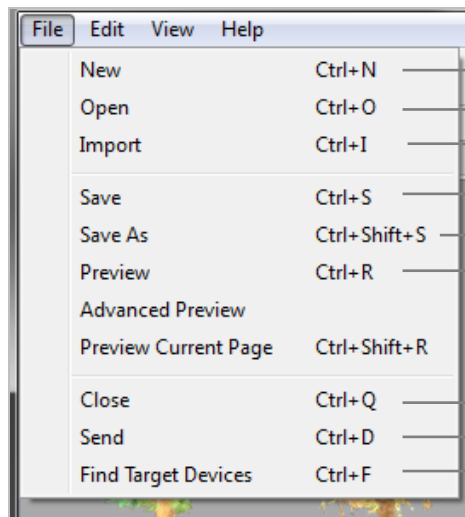 File Edit View Help
New Ctrl+N
Open Ctrl+O
Import Ctrl+I
Save Ctrl+S
Save As Ctrl+Shift+S
Preview Ctrl+R
Advanced Preview
Preview Current Page Ctrl+Shift+R
Close Ctrl+Q
Send Ctrl+D
Find Target Devices Ctrl+F